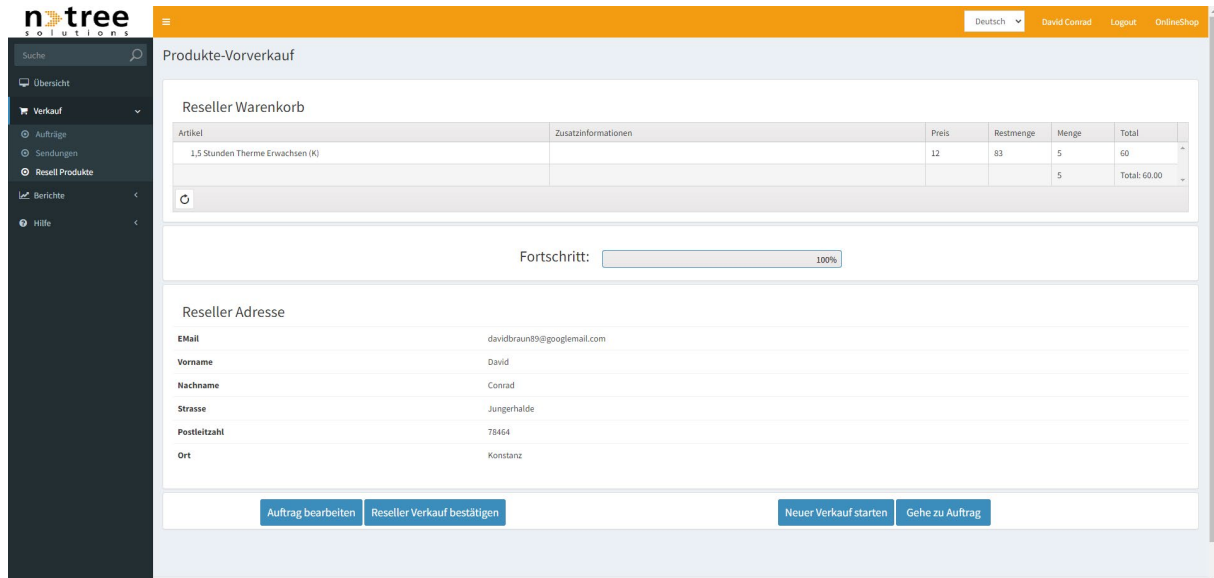 n tree
solutions
Deutsch David Conrad Logout OnlineShop
Suche
Übersicht
Verkauf
Aufträge
Sendungen
Resell Produkte
Berichte
Hilfe
Produkte-Vorverkauf
Reseller Warenkorb
Artikel Zusatzinformationen Preis Restmenge Menge Total
1,5 Stunden Therme Erwachsen (K) 12 83 5 60
5 Total: 60.00
Fortschritt: 100%
Reseller Adresse
EMail davidbraun89@googlemail.com
Vorname David
Nachname Conrad
Strasse Jungerhalde
Postleitzahl 78464
Ort Konstanz
Auftrag bearbeiten Reseller Verkauf bestätigen Neuer Verkauf starten Gehe zu Auftrag